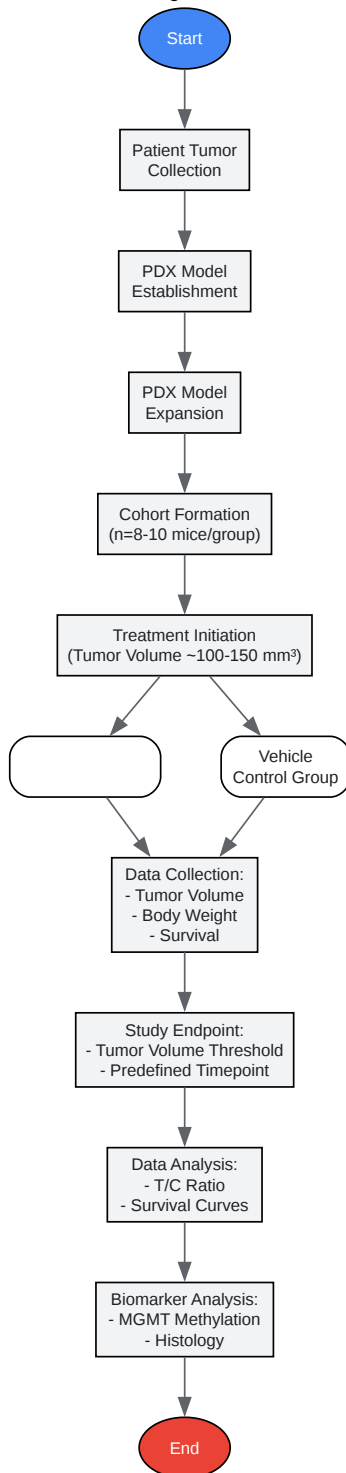 Start
Patient Tumor
Collection
PDX Model
Establishment
PDX Model
Expansion
Cohort Formation
(n=8-10 mice/group)
Treatment Initiation
(Tumor Volume ~100-150 mm³)
Vehicle
Control Group
Data Collection:
- Tumor Volume
- Body Weight
- Survival
Study Endpoint:
- Tumor Volume Threshold
- Predefined Timepoint
Data Analysis:
- T/C Ratio
- Survival Curves
Biomarker Analysis:
- MGMT Methylation
- Histology
End